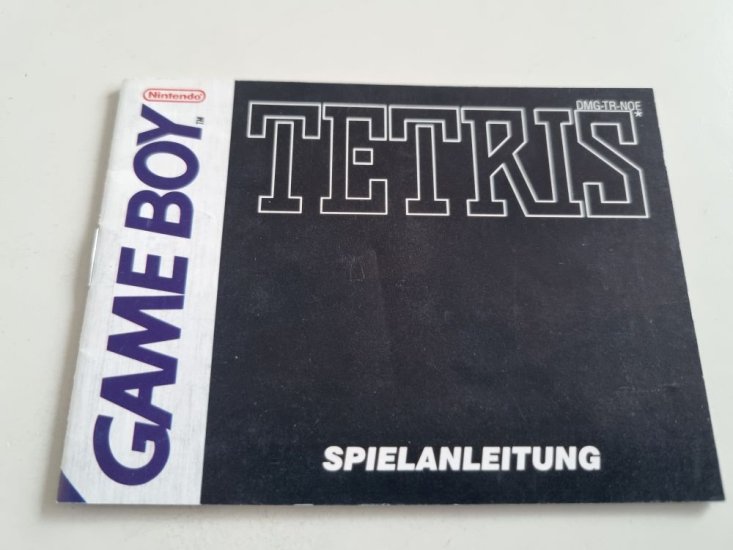 Nintendo
GAME BOY™
DMG-TR-NOE
*
TETRIS
SPIELANLEITUNG